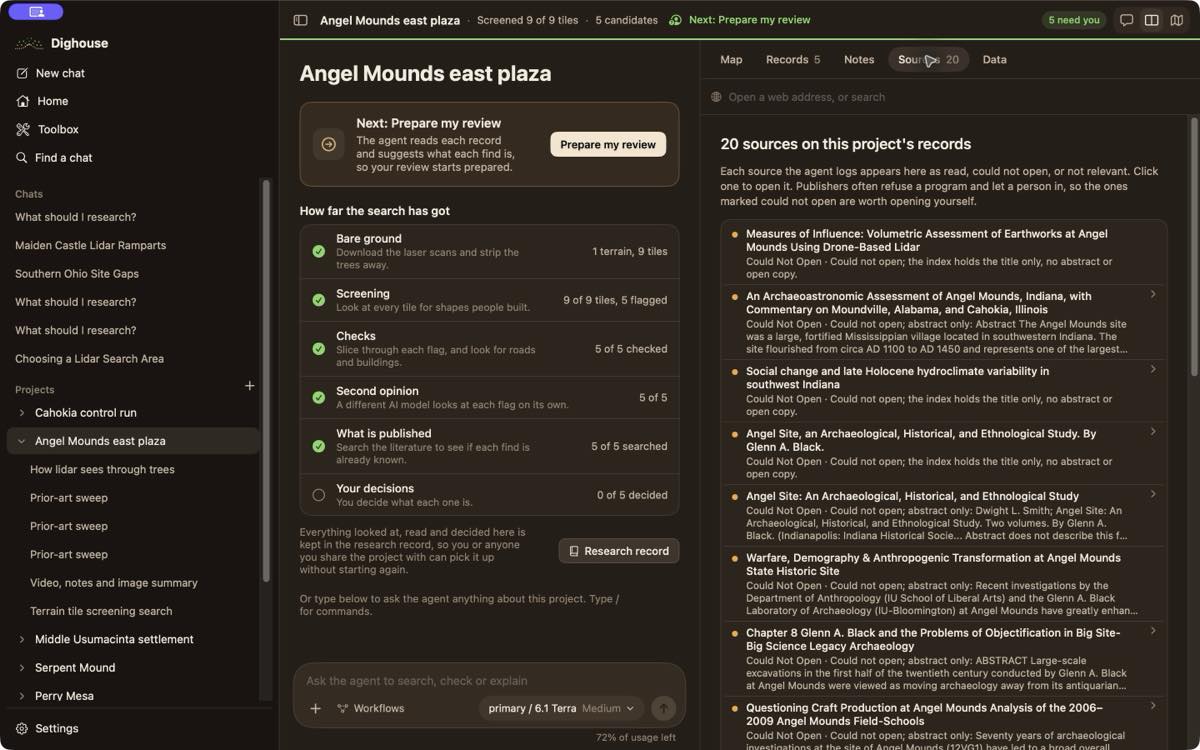 Dighouse
New chat
Home
Toolbox
Find a chat
Chats
What should I research?
Maiden Castle Lidar Ramparts
Southern Ohio Site Gaps
What should I research?
What should I research?
Choosing a Lidar Search Area
Projects
Cahokia control run
Angel Mounds east plaza
How lidar sees through trees
Prior-art sweep
Prior-art sweep
Prior-art sweep
Video, notes and image summary
Terrain tile screening search
Middle Usumacinta settlement
Serpent Mound
Perry Mesa
Settings
Angel Mounds east plaza · Screened 9 of 9 tiles · 5 candidates Next: Prepare my review
5 need you
Angel Mounds east plaza
Next: Prepare my review
The agent reads each record
and suggests what each find is,
so your review starts prepared.
Prepare my review
How far the search has got
Bare ground
Download the laser scans and strip the
trees away.
1 terrain, 9 tiles
Screening
Look at every tile for shapes people built.
9 of 9 tiles, 5 flagged
Checks
Slice through each flag, and look for roads
and buildings.
5 of 5 checked
Second opinion
A different AI model looks at each flag on its own.
5 of 5
What is published
Search the literature to see if each find is
already known.
5 of 5 searched
Your decisions
You decide what each one is.
0 of 5 decided
Everything looked at, read and decided here is
kept in the research record, so you or anyone
you share the project with can pick it up
without starting again.
Research record
Or type below to ask the agent anything about this project. Type /
for commands.
Ask the agent to search, check or explain
Workflows
primary / 6.1 Terra Medium
72% of usage left
Map Records 5 Notes Sources 20 Data
Open a web address, or search
20 sources on this project's records
Each source the agent logs appears here as read, could not open, or not relevant. Click
one to open it. Publishers often refuse a program and let a person in, so the ones
marked could not open are worth opening yourself.
Measures of Influence: Volumetric Assessment of Earthworks at Angel
Mounds Using Drone-Based Lidar
Could Not Open · Could not open; the index holds the title only, no abstract or
open copy.
An Archaeoastronomic Assessment of Angel Mounds, Indiana, with
Commentary on Moundville, Alabama, and Cahokia, Illinois
Could Not Open · Could not open; abstract only: Abstract The Angel Mounds site
was a large, fortified Mississippian village located in southwestern Indiana. The
site flourished from circa AD 1100 to AD 1450 and represents one of the largest...
Social change and late Holocene hydroclimate variability in
southwest Indiana
Could Not Open · Could not open; the index holds the title only, no abstract or
open copy.
Angel Site, an Archaeological, Historical, and Ethnological Study. By
Glenn A. Black.
Could Not Open · Could not open; the index holds the title only, no abstract or
open copy.
Angel Site: An Archaeological, Historical, and Ethnological Study
Could Not Open · Could not open; abstract only: Dwight L. Smith; Angel Site: An
Archaeological, Historical, and Ethnological Study. Two volumes. By Glenn A.
Black. (Indianapolis: Indiana Historical Socie... Abstract does not describe this f...
Warfare, Demography & Anthropogenic Transformation at Angel Mounds
State Historic Site
Could Not Open · Could not open; abstract only: Recent investigations by the
Department of Anthropology (IU School of Liberal Arts) and the Glenn A. Black
Laboratory of Archaeology (IU-Bloomington) at Angel Mounds have greatly enhan...
Chapter 8 Glenn A. Black and the Problems of Objectification in Big Site-
Big Science Legacy Archaeology
Could Not Open · Could not open; abstract only: ABSTRACT Large-scale
excavations in the first half of the twentieth century conducted by Glenn A. Black
at Angel Mounds were viewed as moving archaeology away from its antiquarian...
Questioning Craft Production at Angel Mounds Analysis of the 2006–
2009 Angel Mounds Field-Schools
Could Not Open · Could not open; abstract only: Seventy years of archaeological
investigations at the site of Angel Mounds (12VG1) have led to a broad overall